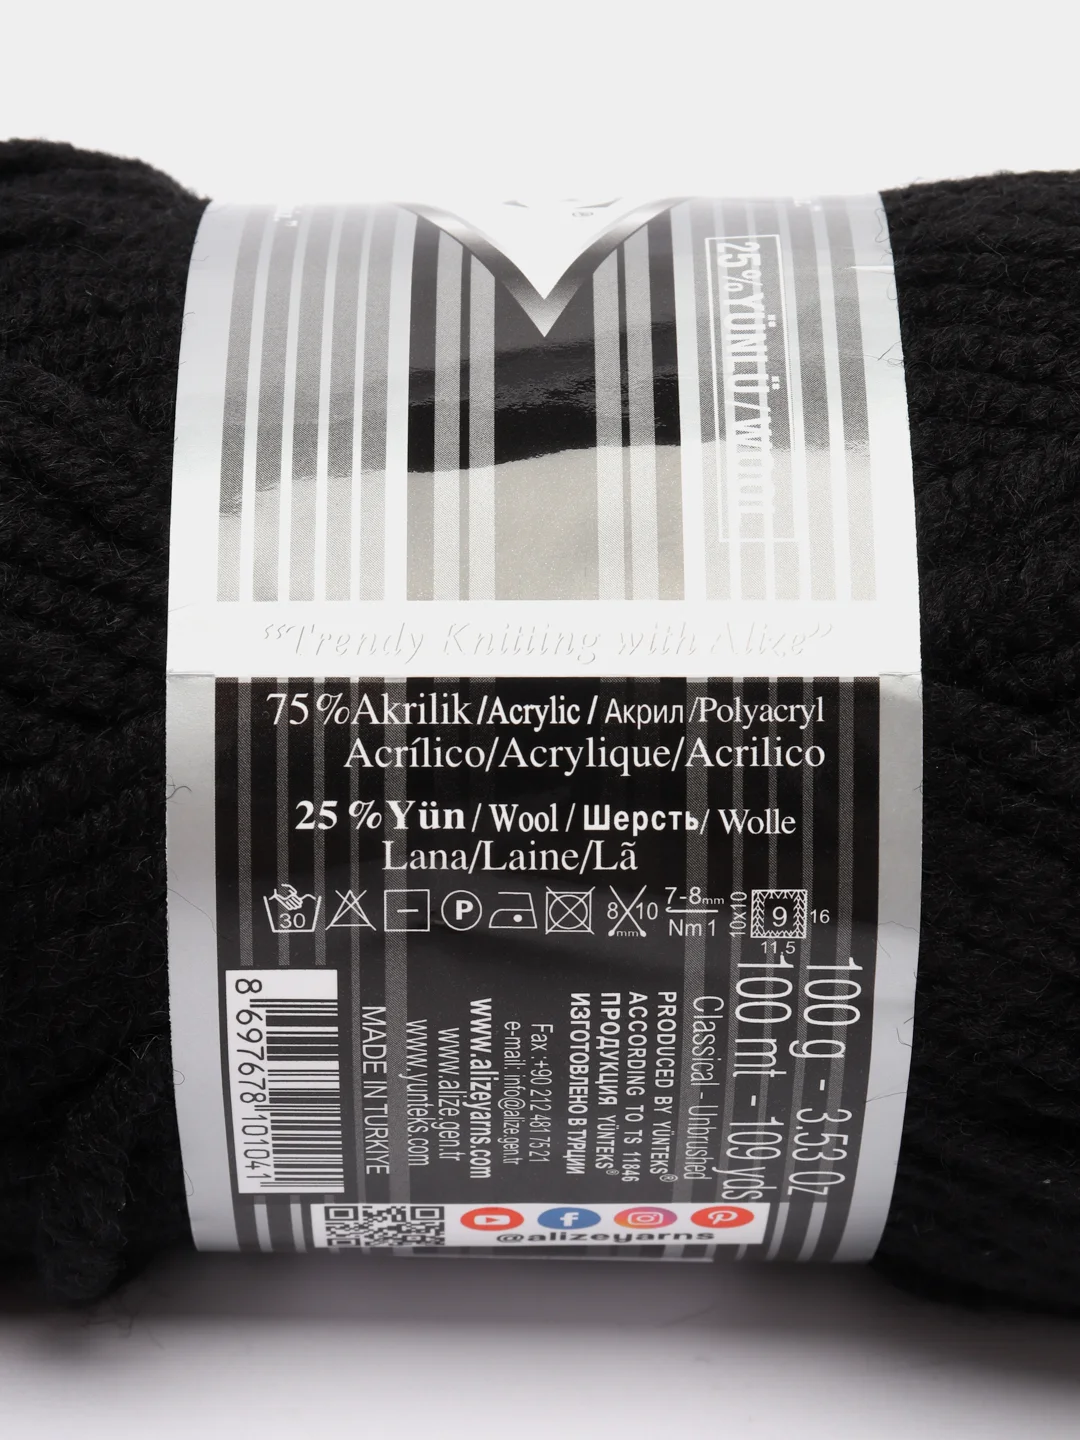 ®
25%YÜNLÜ/WOOL
“Trendy Knitting with Alize”
75%Akrilik/Acrylic/Акрил/Polyacryl
Acrílico/Acrylique/Acrilico
25%Yün/Wool/Шерсть/Wolle
Lana/Laine/Lã
30
P
8 10
mm
7-8mm
Nm1
10x10
9
16
11,5
100 g - 3.53 Oz
100 mt - 109 yds
Classical - Unbrushed
PRODUCED BY YÜNTEKS®
ACCORDING TO TS 11846
ПРОДУКЦИЯ YÜNTEKS®
ИЗГОТОВЛЕНО В ТУРЦИИ
Fax :+90 212 481 75 21
e-mail: info@alize.gen.tr
www.alizeyarns.com
www.alize.gen.tr
www.yunteks.com
MADE IN TURKIYE
8 697678 101041
@alizeyarns